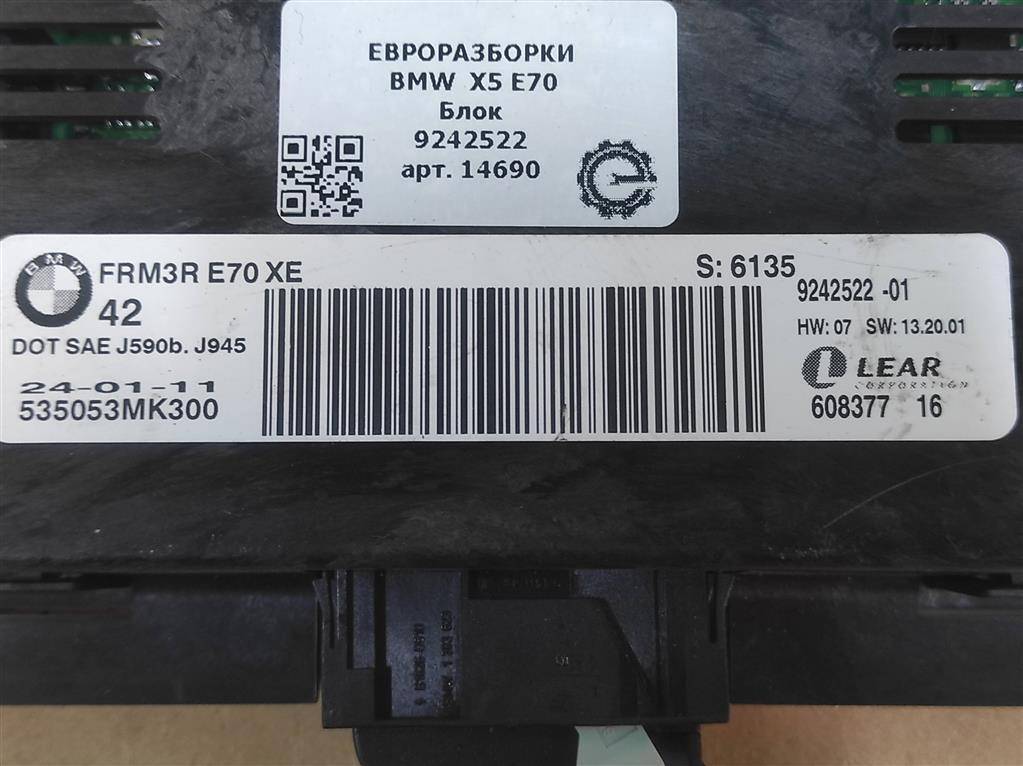 ЕВРОРАЗБОРКИ
BMW X5 E70
Блок
9242522
арт. 14690
BMW
FRM3R E70 XE
42
DOT SAE J590b. J945
24-01-11
535053MK300
S: 6135
9242522 -01
HW: 07 SW: 13.20.01
LEAR
CORPORATION
608377 16